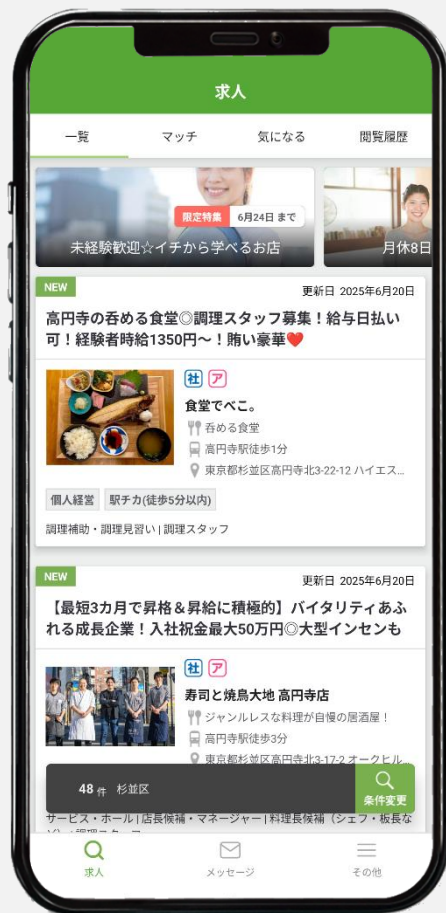 求人
一覧
マッチ
気になる
閲覧履歴
限定特集
6月24日 まで
未経験歓迎☆イチから学べるお店
月休8日
NEW
更新日 2025年6月20日
高円寺の呑める食堂◎調理スタッフ募集！給与日払い
可！経験者時給1350円〜！賄い豪華❤️
社 ア
食堂でべこ。
呑める食堂
高円寺駅徒歩1分
東京都杉並区高円寺北3-22-12 ハイエス...
個人経営
駅チカ(徒歩5分以内)
調理補助・調理見習い | 調理スタッフ
NEW
更新日 2025年6月20日
【最短3カ月で昇格＆昇給に積極的】バイタリティあふ
れる成長企業！入社祝金最大50万円◎大型インセンも
社 ア
寿司と焼鳥大地 高円寺店
ジャンルレスな料理が自慢の居酒屋！
高円寺駅徒歩3分
東京都杉並区高円寺北3-17-2 オークヒル...
48 件 杉並区
条件変更
サービス・ホール | 店長候補・マネージャー | 料理長候補（シェフ・板長な
求人
メッセージ
その他